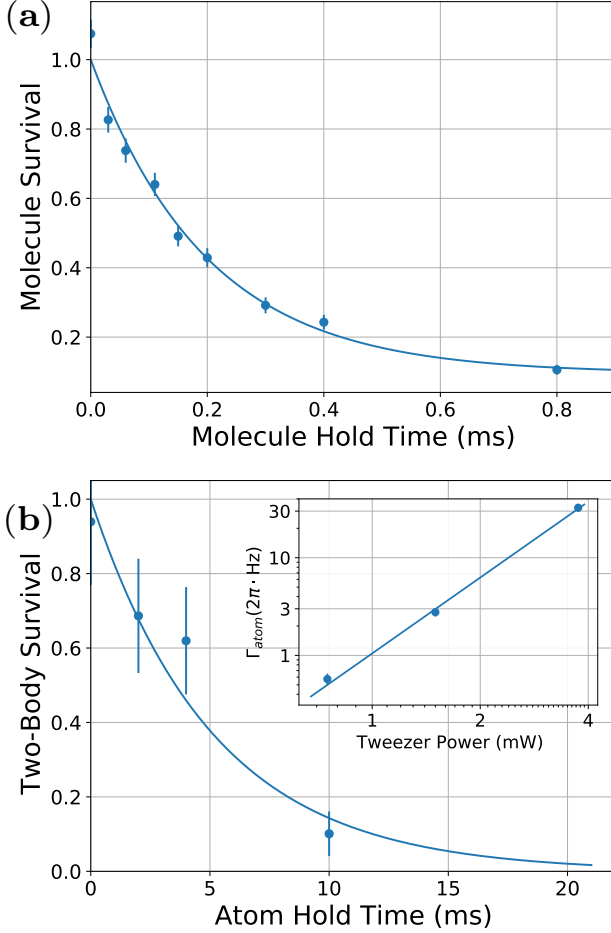 (a)
Molecule Survival
1.0
0.8
0.6
0.4
0.2
0.0 0.2 0.4 0.6 0.8
Molecule Hold Time (ms)
(b)
Two-Body Survival
1.0
0.8
0.6
0.4
0.2
0.0
0 5 10 15 20
Atom Hold Time (ms)
Γatom(2π· Hz)
30
10
3
1
1 2 4
Tweezer Power (mW)